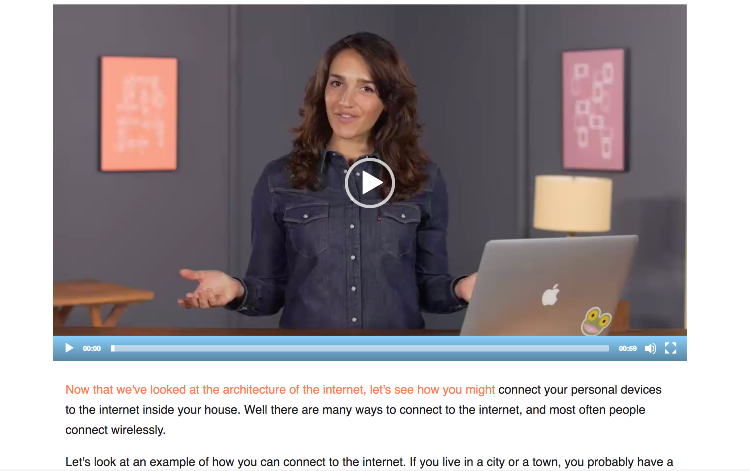 00:00
00:59
Now that we've looked at the architecture of the internet, let's see how you might connect your personal devices
to the internet inside your house. Well there are many ways to connect to the internet, and most often people
connect wirelessly.
Let's look at an example of how you can connect to the internet. If you live in a city or a town, you probably have a